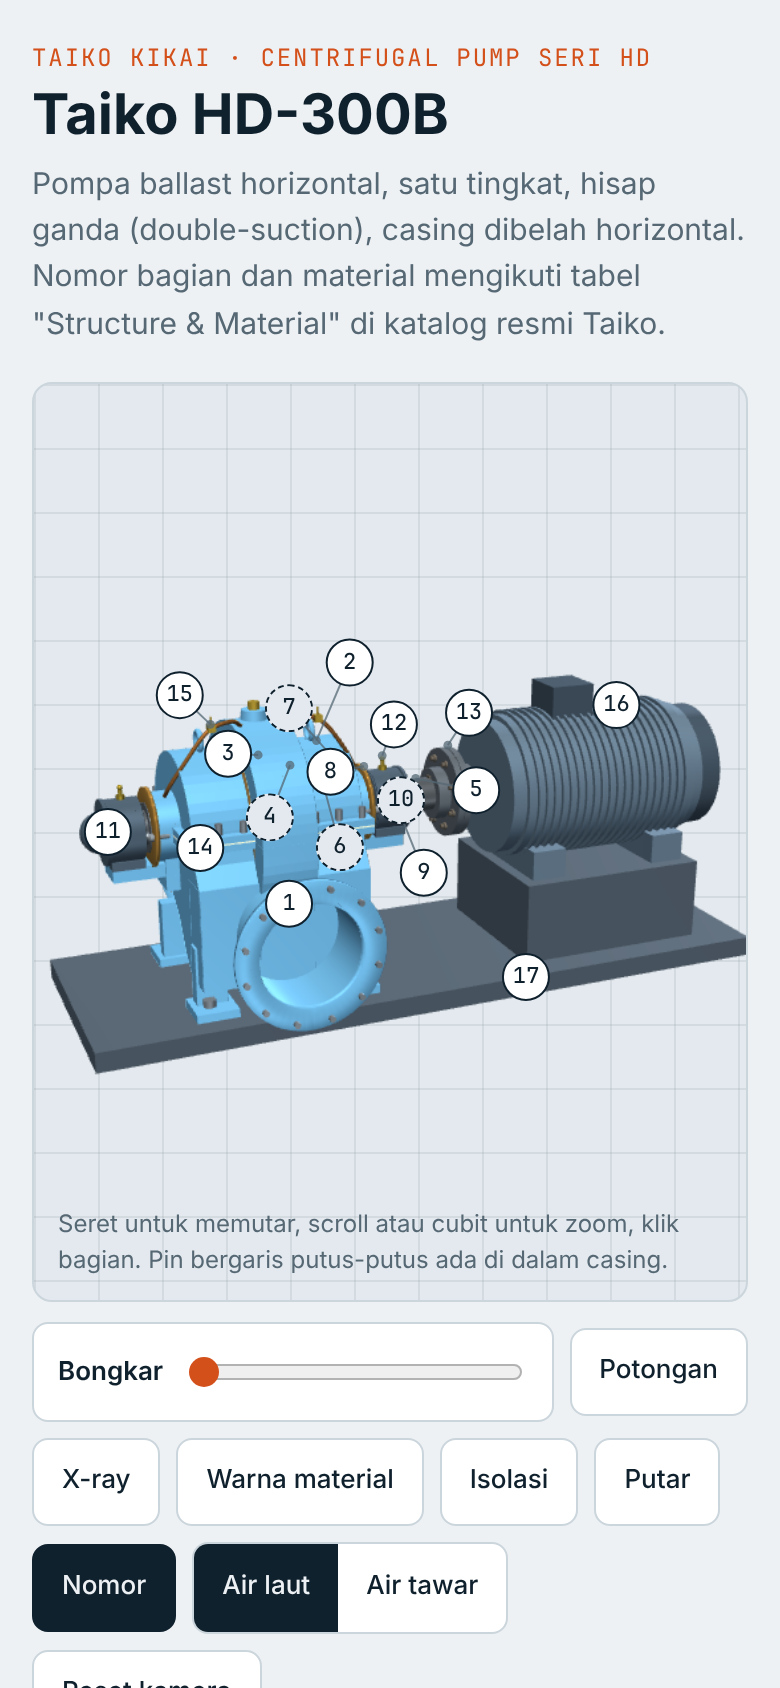 TAIKO KIKAI · CENTRIFUGAL PUMP SERI HD
Taiko HD-300B
Pompa ballast horizontal, satu tingkat, hisap
ganda (double-suction), casing dibelah horizontal.
Nomor bagian dan material mengikuti tabel
"Structure & Material" di katalog resmi Taiko.
2
15
7
16
13
12
3
8
5
10
4
11
14
6
9
1
17
Seret untuk memutar, scroll atau cubit untuk zoom, klik
bagian. Pin bergaris putus-putus ada di dalam casing.
Bongkar
Potongan
X-ray
Warna material
Isolasi
Putar
Nomor
Air laut
Air tawar
Reset kamera